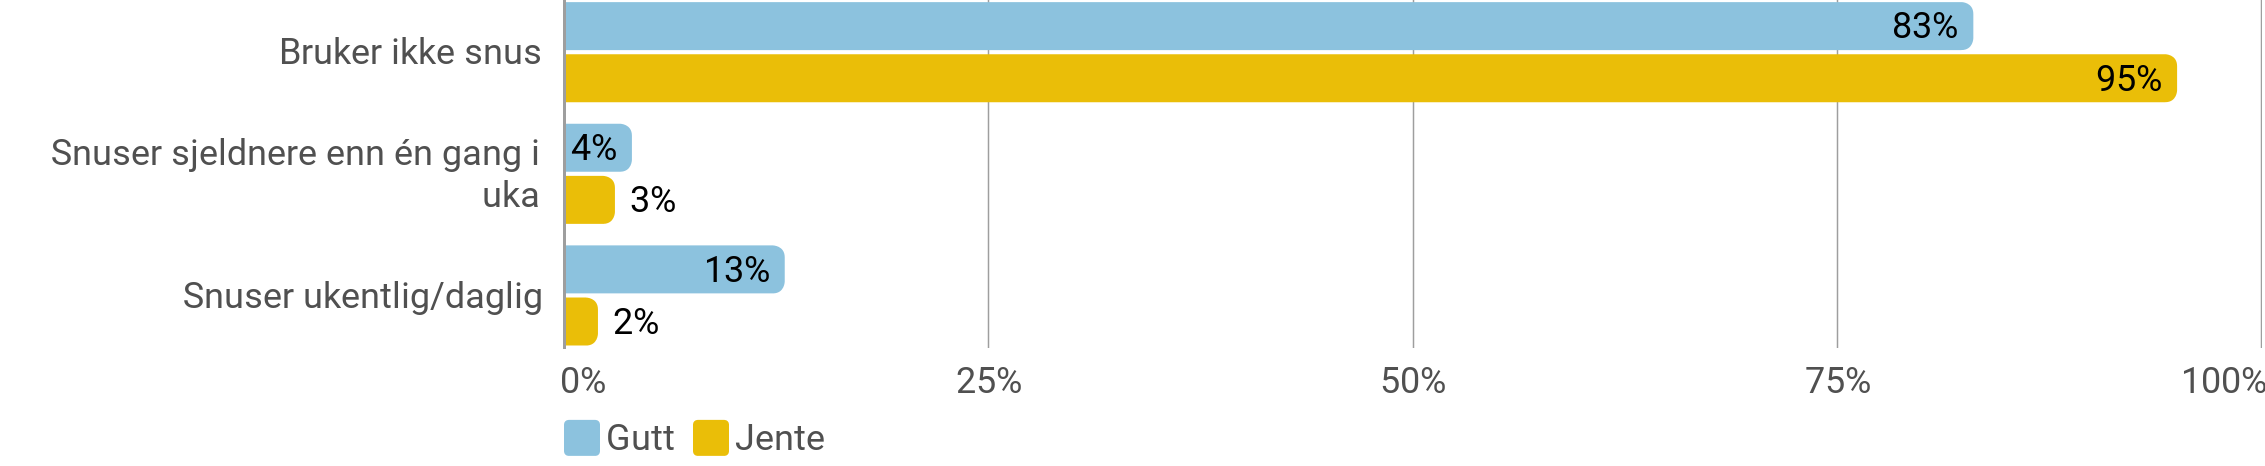 Bruker ikke snus
83%
95%
Snuser sjeldnere enn én gang i
uka
4%
3%
Snuser ukentlig/daglig
13%
2%
0% 25% 50% 75% 100%
Gutt Jente